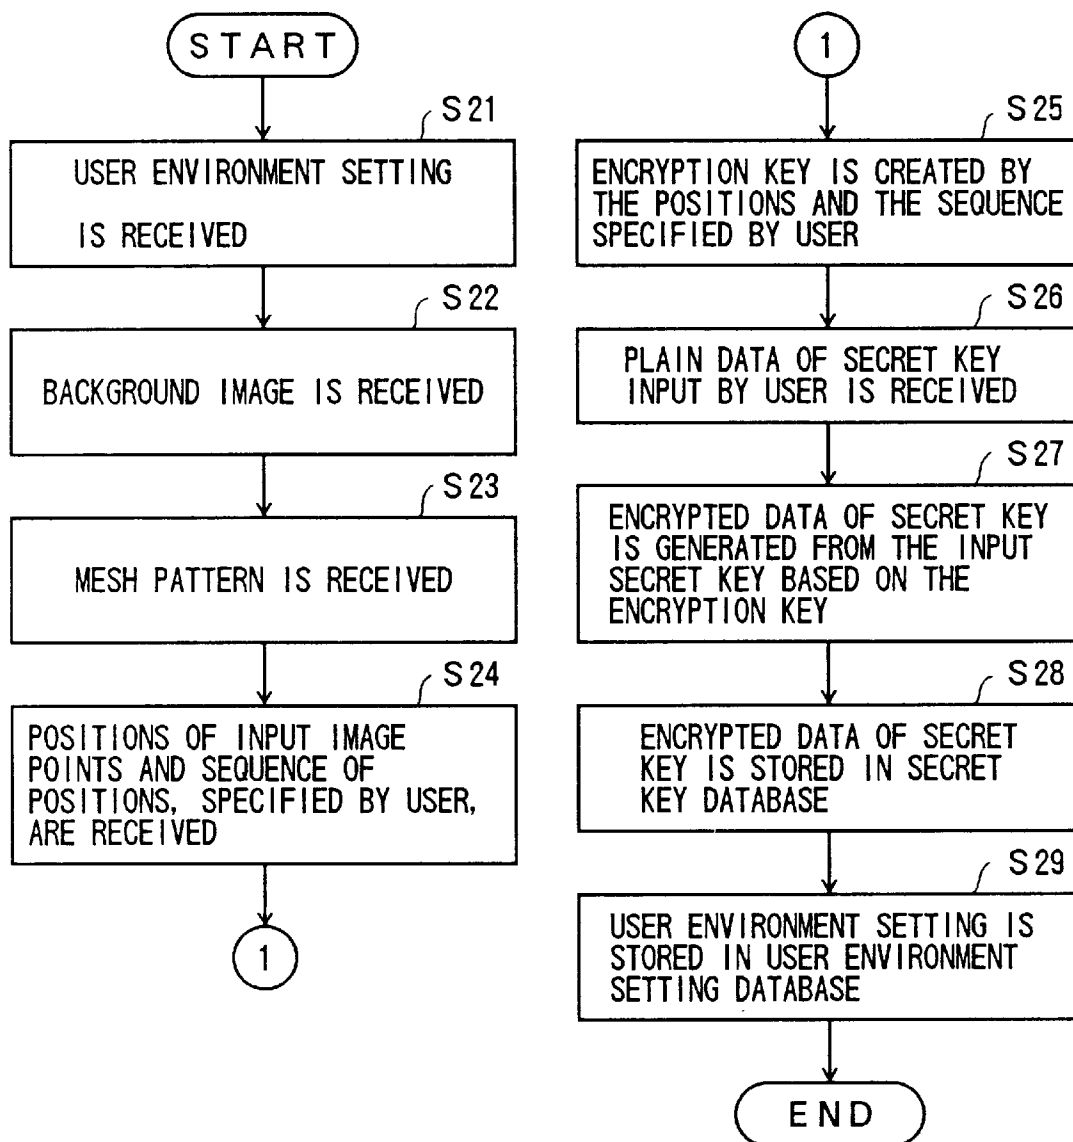 START
S21
USER ENVIRONMENT SETTING
IS RECEIVED
S22
BACKGROUND IMAGE IS RECEIVED
S23
MESH PATTERN IS RECEIVED
S24
POSITIONS OF INPUT IMAGE
POINTS AND SEQUENCE OF
POSITIONS, SPECIFIED BY USER,
ARE RECEIVED
1
1
S25
ENCRYPTION KEY IS CREATED BY
THE POSITIONS AND THE SEQUENCE
SPECIFIED BY USER
S26
PLAIN DATA OF SECRET KEY
INPUT BY USER IS RECEIVED
S27
ENCRYPTED DATA OF SECRET KEY
IS GENERATED FROM THE INPUT
SECRET KEY BASED ON THE
ENCRYPTION KEY
S28
ENCRYPTED DATA OF SECRET
KEY IS STORED IN SECRET
KEY DATABASE
S29
USER ENVIRONMENT SETTING IS
STORED IN USER ENVIRONMENT
SETTING DATABASE
END